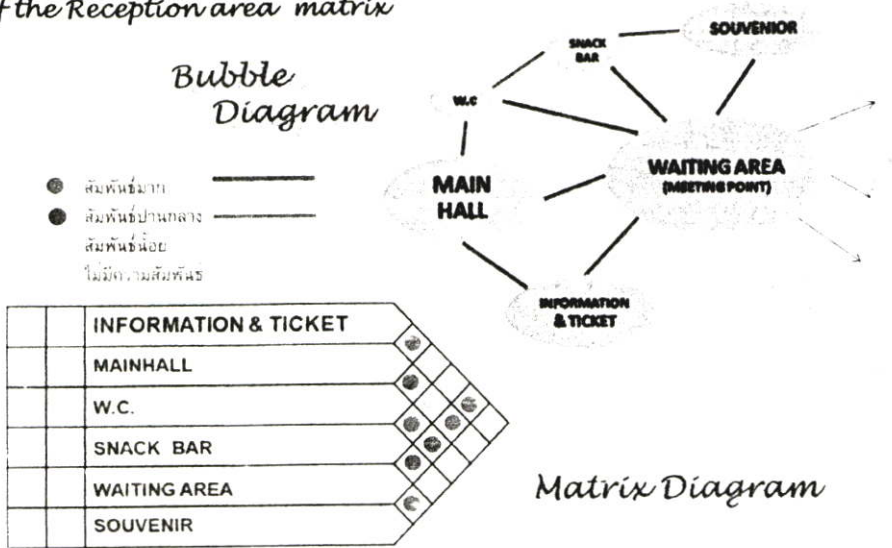 f the Reception area matrix
Bubble
Diagram
สัมพันธ์มาก
สัมพันธ์ปานกลาง
สัมพันธ์น้อย
ไม่มีความสัมพันธ์
SNACK
BAR
SOUVENIOR
W.C
MAIN
HALL
WAITING AREA
(MEETING POINT)
INFORMATION
& TICKET
INFORMATION & TICKET
MAINHALL
W.C.
SNACK BAR
WAITING AREA
SOUVENIR
Matrix Diagram